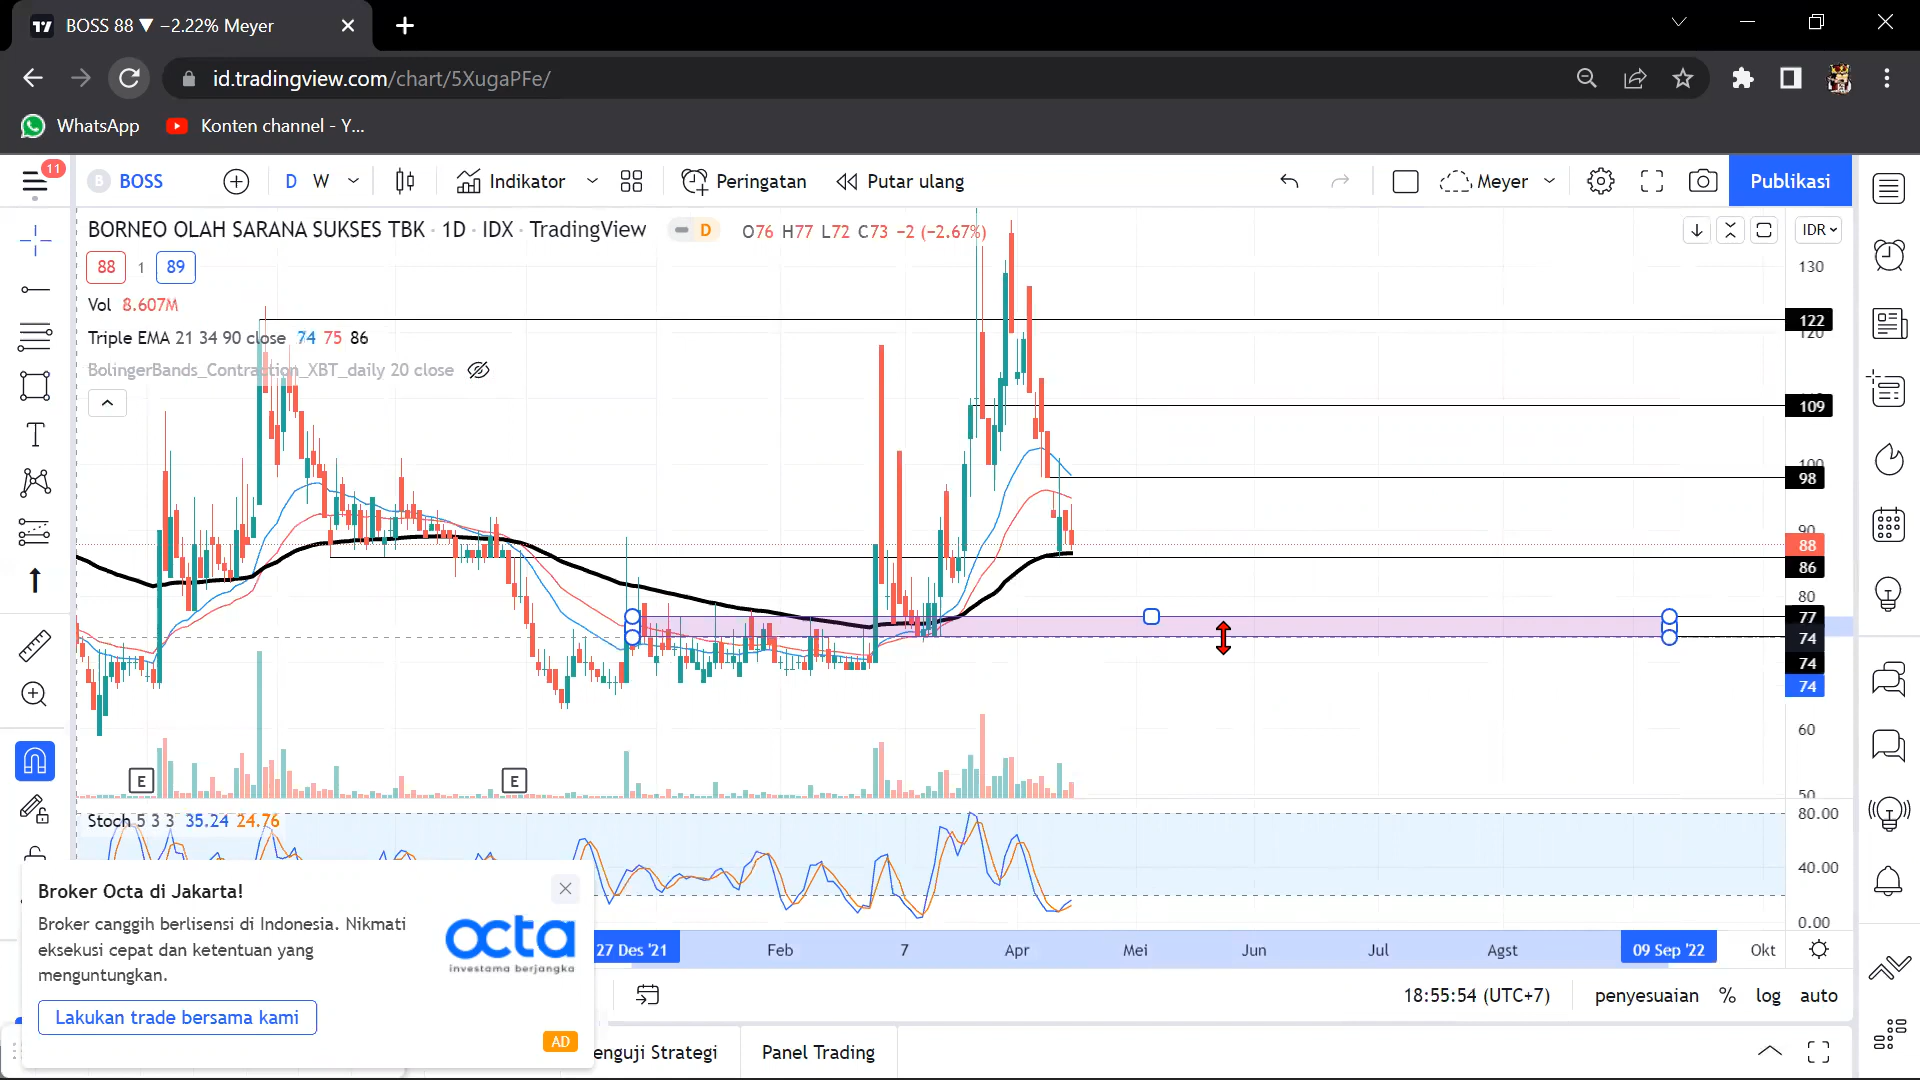 BOSS 88 ▼ −2.22% Meyer
id.tradingview.com/chart/5XugaPFe/
WhatsApp
Konten channel - Y...
11
B BOSS
D W
Indikator
Peringatan
Putar ulang
Meyer
Publikasi
BORNEO OLAH SARANA SUKSES TBK · 1D · IDX · TradingView
D
O76 H77 L72 C73 −2 (−2.67%)
IDR
88 1 89
Vol 8.607M
Triple EMA 21 34 90 close 74 75 86
BolingerBands_Contraction_XBT_daily 20 close
130
122
120
109
100
98
90
88
86
80
77
74
74
74
60
50
E
E
Stoch 5 3 3 35.24 24.76
80.00
40.00
0.00
27 Des '21
Feb
7
Apr
Mei
Jun
Jul
Agst
09 Sep '22
Okt
Broker Octa di Jakarta!
Broker canggih berlisensi di Indonesia. Nikmati
eksekusi cepat dan ketentuan yang
menguntungkan.
octa
investama berjangka
Lakukan trade bersama kami
AD
18:55:54 (UTC+7)
penyesuaian
%
log
auto
enguji Strategi
Panel Trading